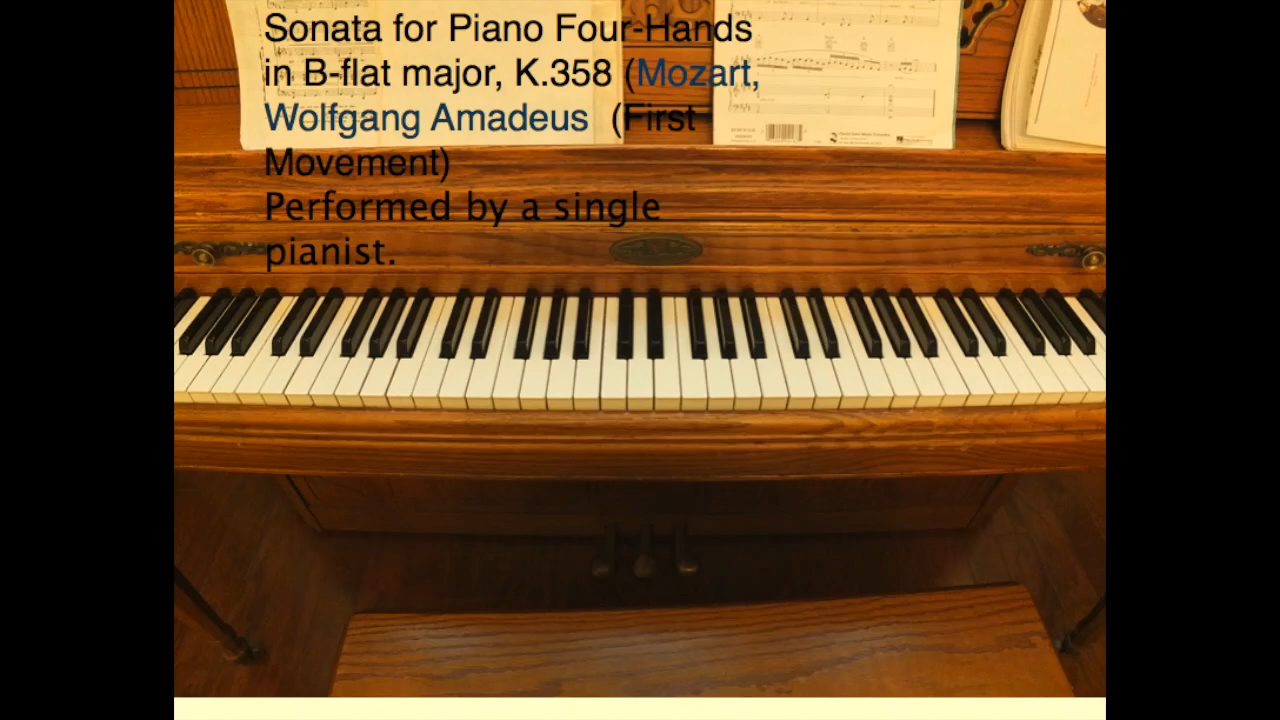 Sonata for Piano Four-Hands
in B-flat major, K.358 (Mozart,
Wolfgang Amadeus (First
Movement)
Performed by a single
pianist.